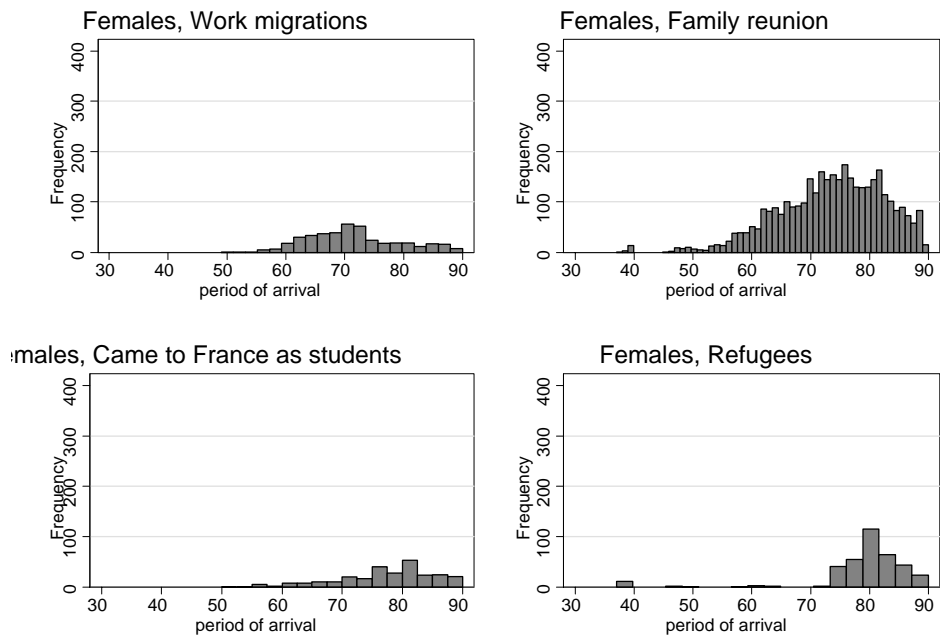 Females, Work migrations
400
300
200
100
0
Frequency
30 40 50 60 70 80 90
period of arrival
Females, Family reunion
400
300
200
100
0
Frequency
30 40 50 60 70 80 90
period of arrival
emales, Came to France as students
400
300
200
100
0
Frequency
30 40 50 60 70 80 90
period of arrival
Females, Refugees
400
300
200
100
0
Frequency
30 40 50 60 70 80 90
period of arrival